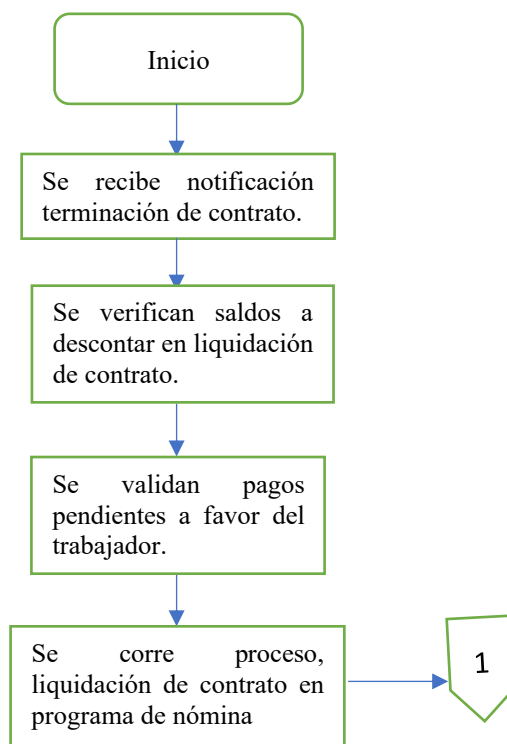 Inicio
Se recibe notificación
terminación de contrato.
Se verifican saldos a
descontar en liquidación
de contrato.
Se validan pagos
pendientes a favor del
trabajador.
Se corre proceso,
liquidación de contrato en
programa de nómina
1